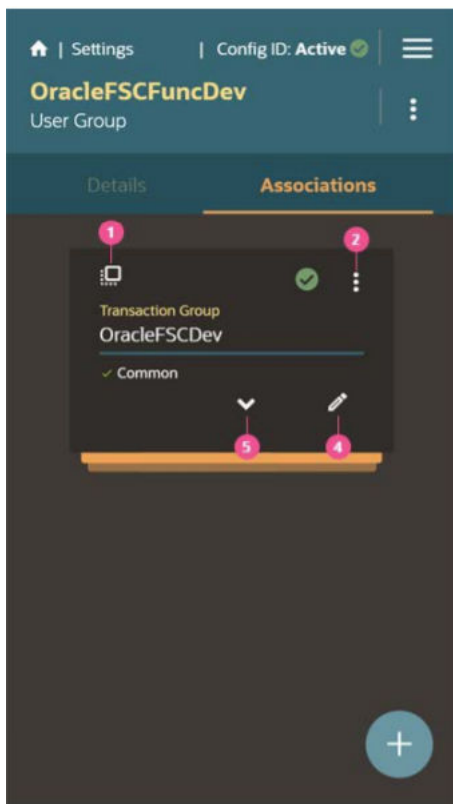 | Settings | Config ID: Active
OracleFSCFuncDev
User Group
Details Associations
1
2
Transaction Group
OracleFSCDev
Common
5 4